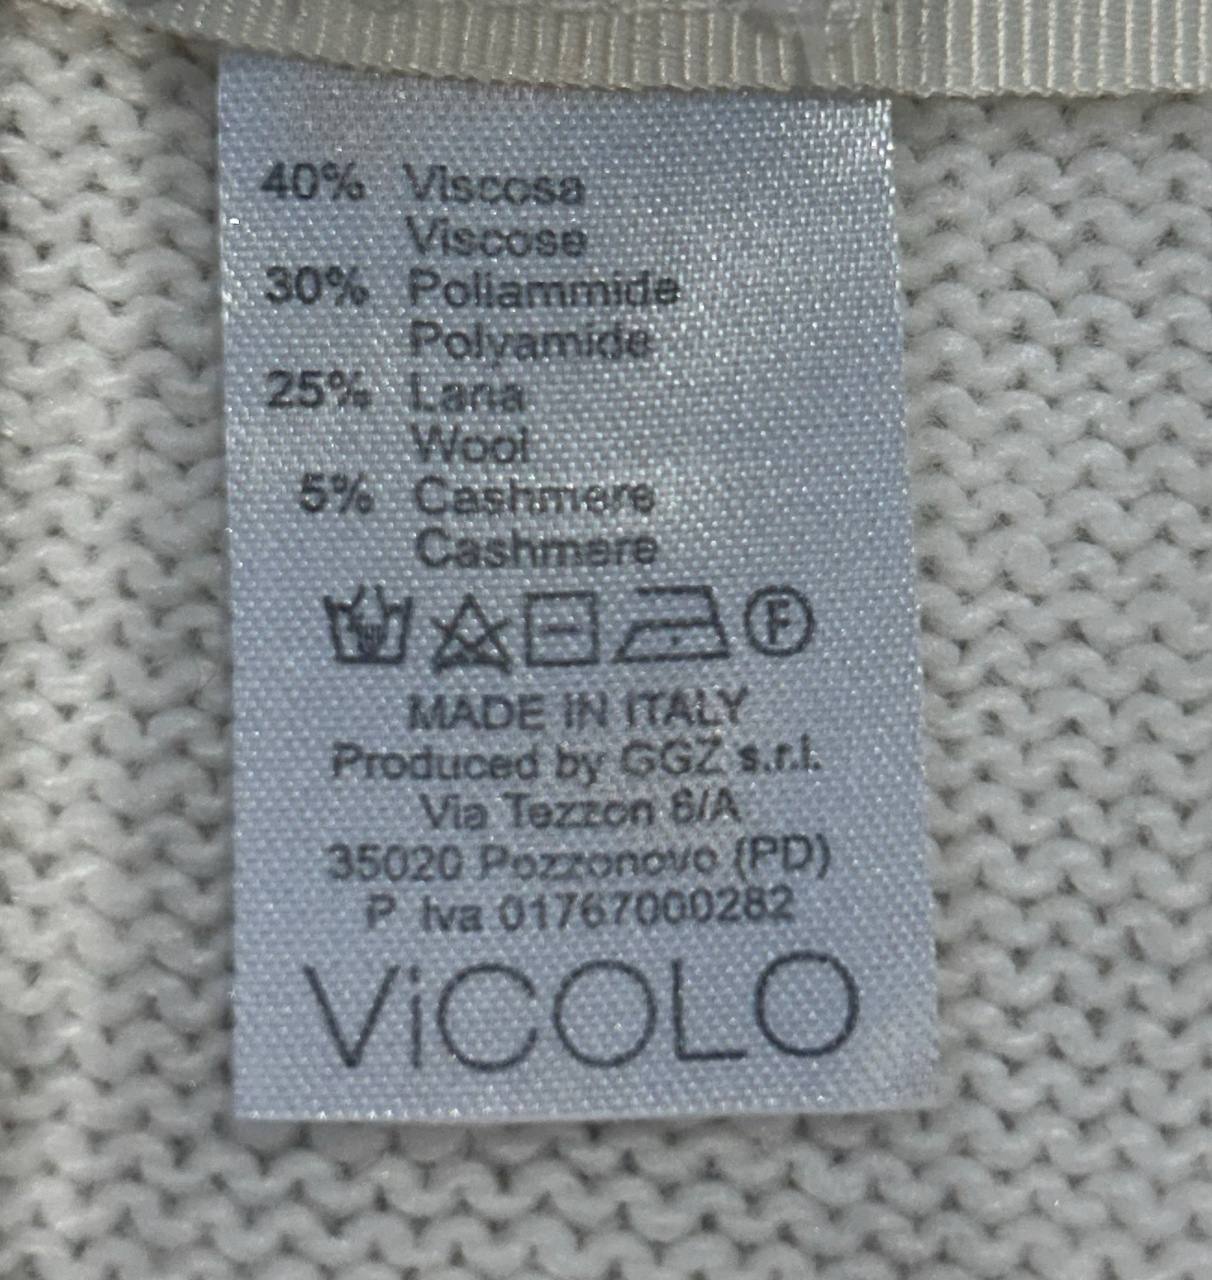 40% Viscosa
Viscose
30% Poliammide
Polyamide
25% Lana
Wool
5% Cashmere
Cashmere
F
MADE IN ITALY
Produced by GGZ s.r.l.
Via Tezzon 6/A
35020 Pozzonovo (PD)
P. Iva 01767000282
ViCOLO